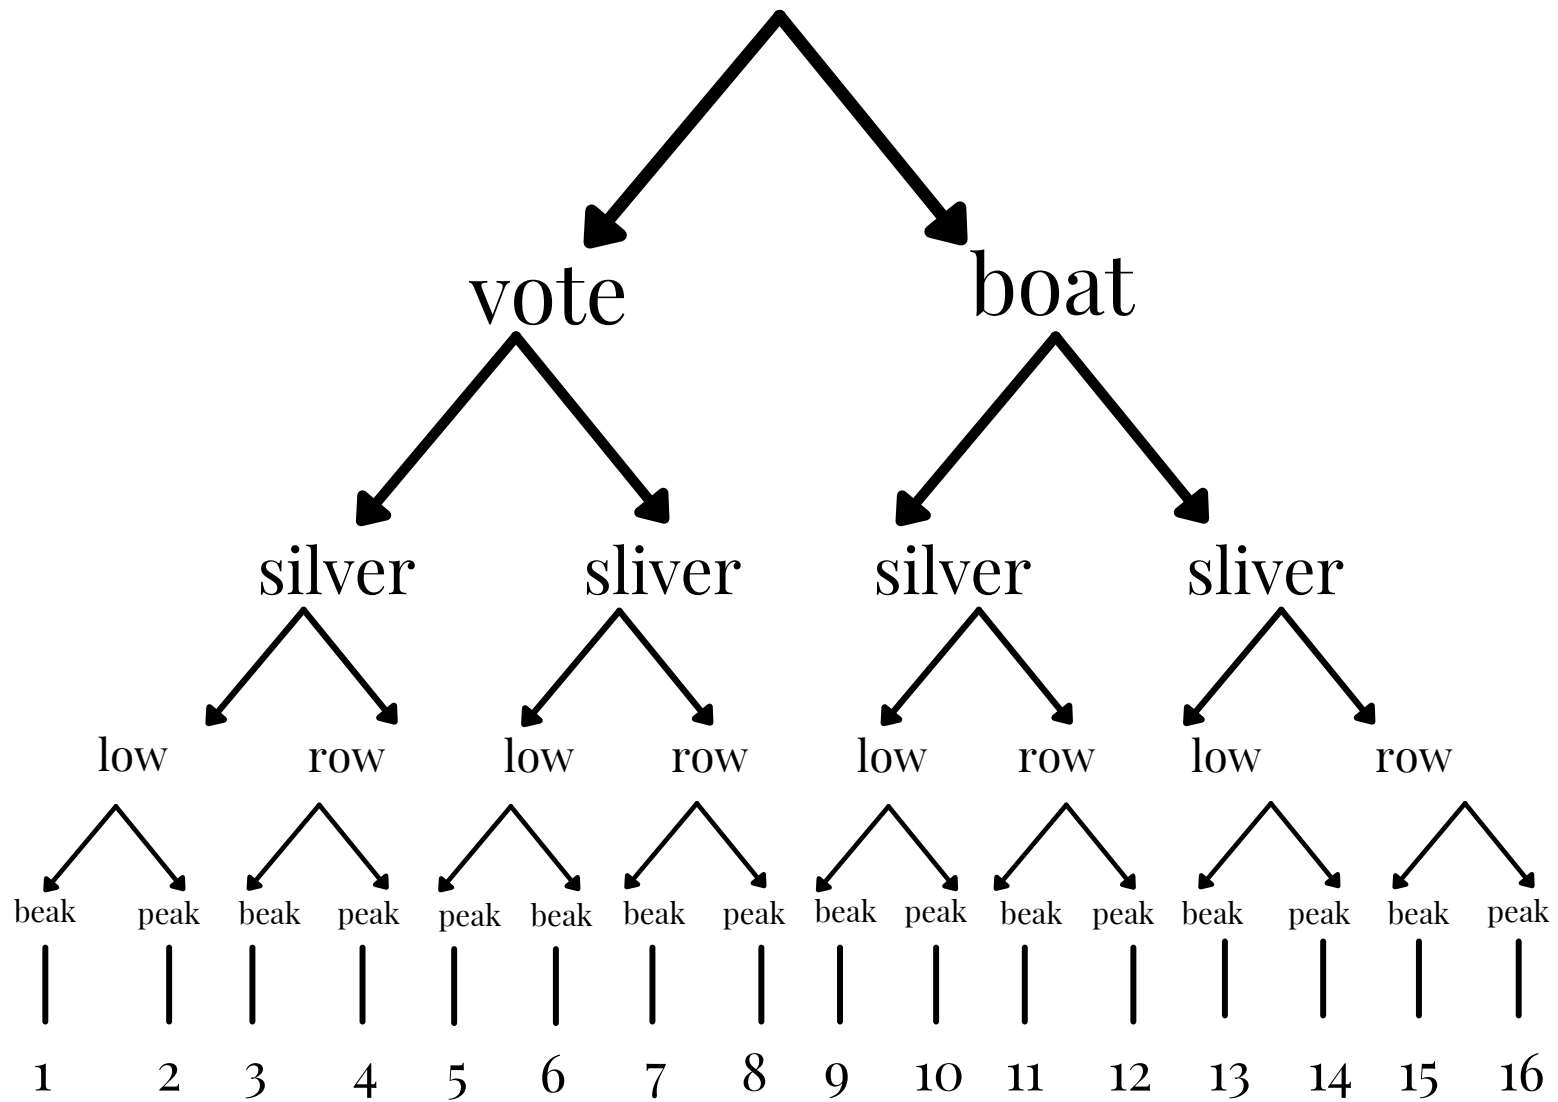 vote boat
silver sliver silver sliver
low row low row low row low row
beak peak beak peak peak beak beak peak beak peak beak peak beak peak beak peak
1 2 3 4 5 6 7 8 9 10 11 12 13 14 15 16